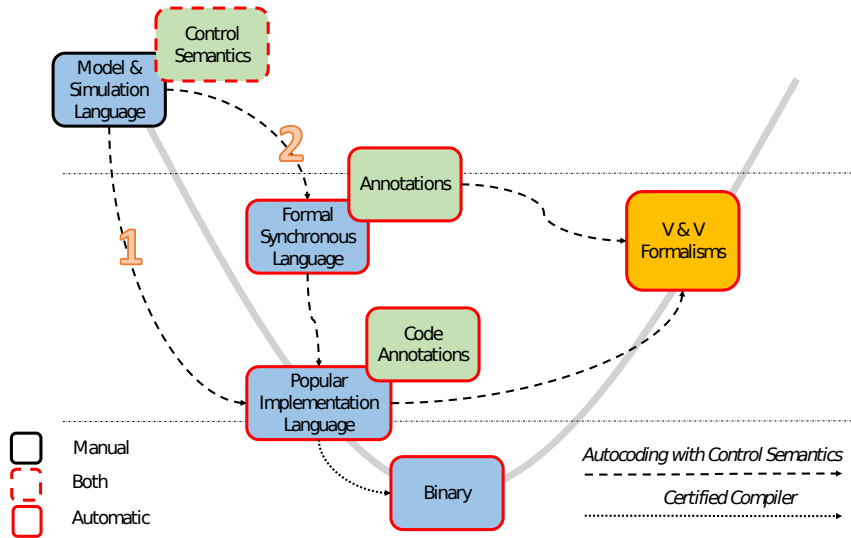 Control
Semantics
Model &
Simulation
Language
2
Annotations
Formal
Synchronous
Language
V & V
Formalisms
1
Code
Annotations
Popular
Implementation
Language
Manual
Both
Automatic
Binary
Autocoding with Control Semantics
Certified Compiler